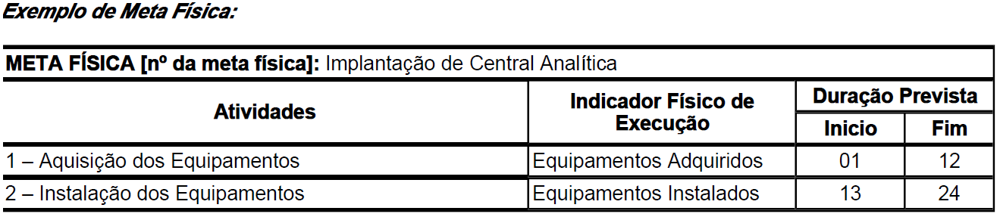 Exemplo de Meta Física:
META FÍSICA [nº da meta física]: Implantação de Central Analítica
Atividades
Indicador Físico de
Execução
Duração Prevista
Inicio Fim
1 – Aquisição dos Equipamentos Equipamentos Adquiridos 01 12
2 – Instalação dos Equipamentos Equipamentos Instalados 13 24